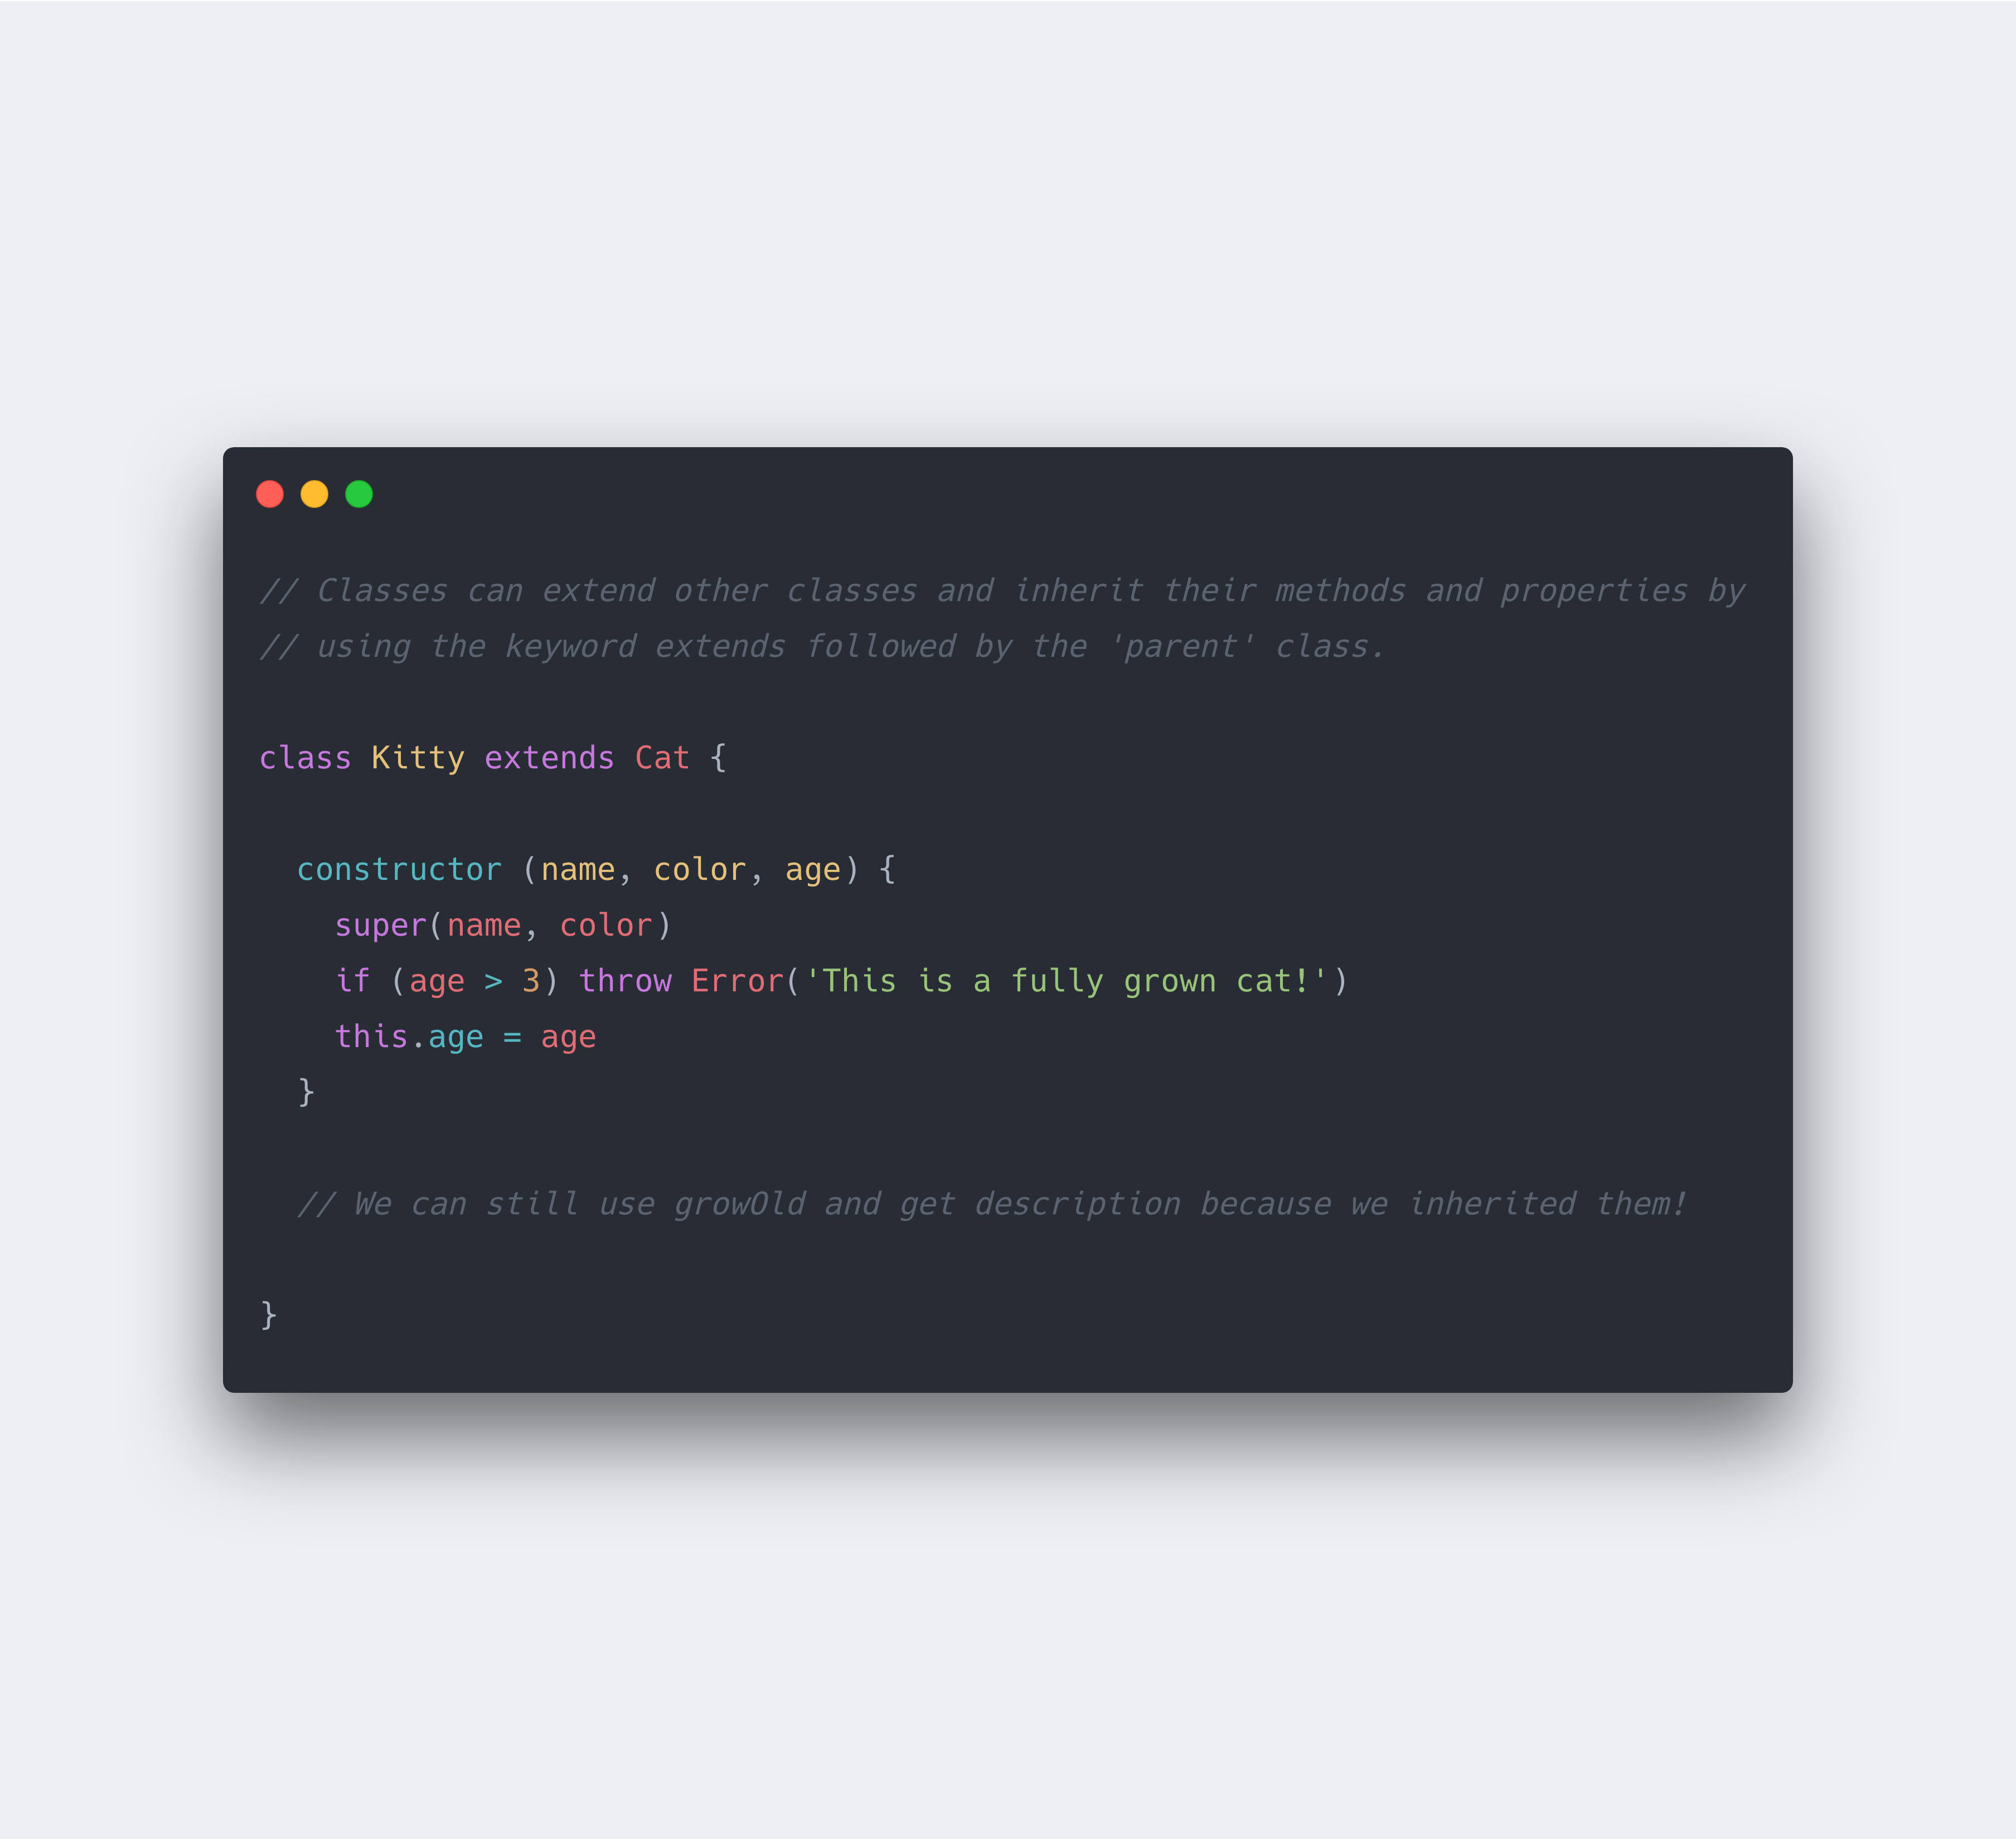 // Classes can extend other classes and inherit their methods and properties by
// using the keyword extends followed by the 'parent' class.
class Kitty extends Cat {
constructor (name, color, age) {
super(name, color)
if (age > 3) throw Error('This is a fully grown cat!')
this.age = age
}
// We can still use growOld and get description because we inherited them!
}